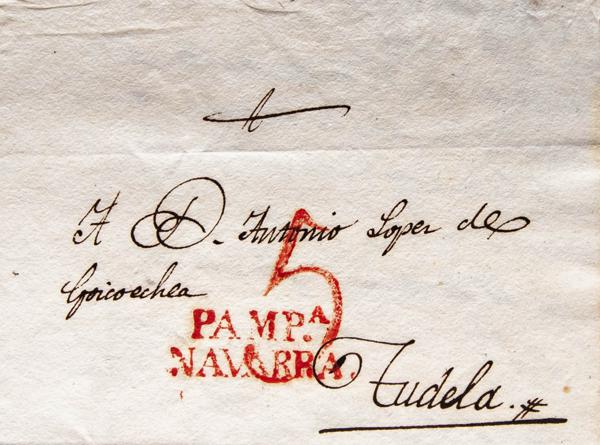 A
A D. Antonio Lopez de
Goicoechea
5
PAMP.A
NAVARRA.
Tudela.